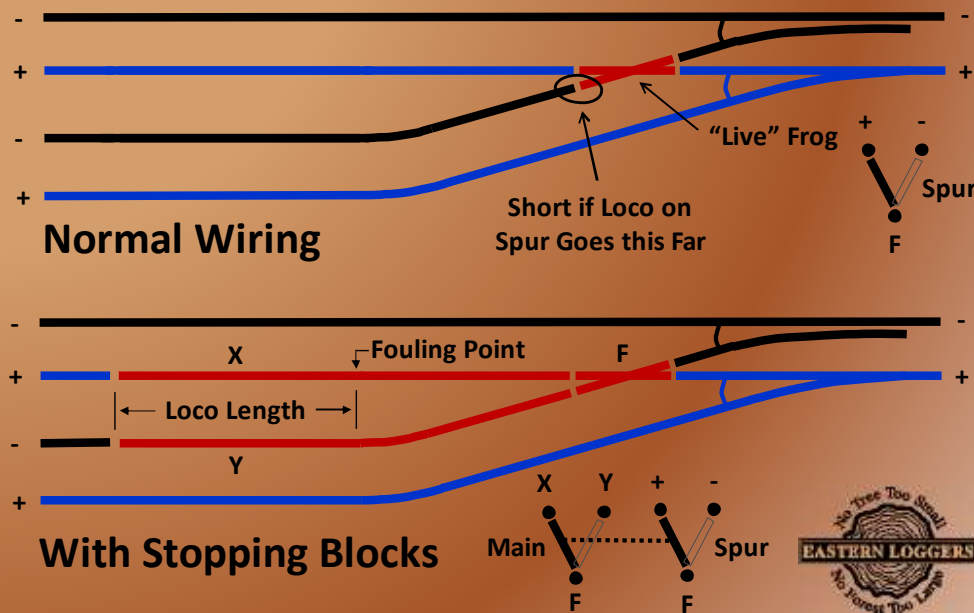 - -
+ +
"Live" Frog
+ -
-
Spur
+
Short if Loco on
Spur Goes this Far
F
Normal Wiring
- -
X
Fouling Point
F
+ +
Loco Length
-
Y
X Y + -
+
With Stopping Blocks
Main
Spur
F F
No Tree Too Small
EASTERN LOGGERS
No Forest Too Large